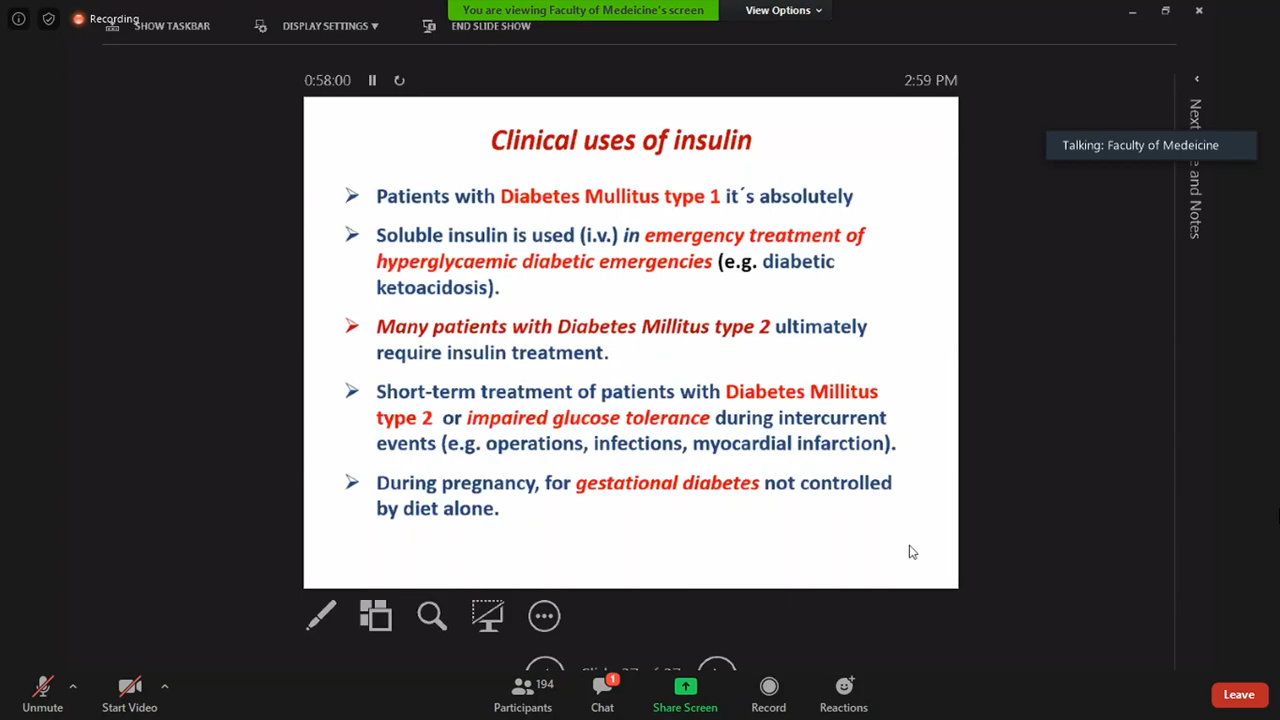 Recording
SHOW TASKBAR
DISPLAY SETTINGS
END SLIDE SHOW
You are viewing Faculty of Medeicine's screen
View Options
0:58:00
2:59 PM
Talking: Faculty of Medeicine
Clinical uses of insulin
Patients with Diabetes Mullitus type 1 it´s absolutely
Soluble insulin is used (i.v.) in emergency treatment of
hyperglycaemic diabetic emergencies (e.g. diabetic
ketoacidosis).
Many patients with Diabetes Millitus type 2 ultimately
require insulin treatment.
Short-term treatment of patients with Diabetes Millitus
type 2 or impaired glucose tolerance during intercurrent
events (e.g. operations, infections, myocardial infarction).
During pregnancy, for gestational diabetes not controlled
by diet alone.
Next
and Notes
Unmute
Start Video
194
Participants
1
Chat
Share Screen
Record
Reactions
Leave